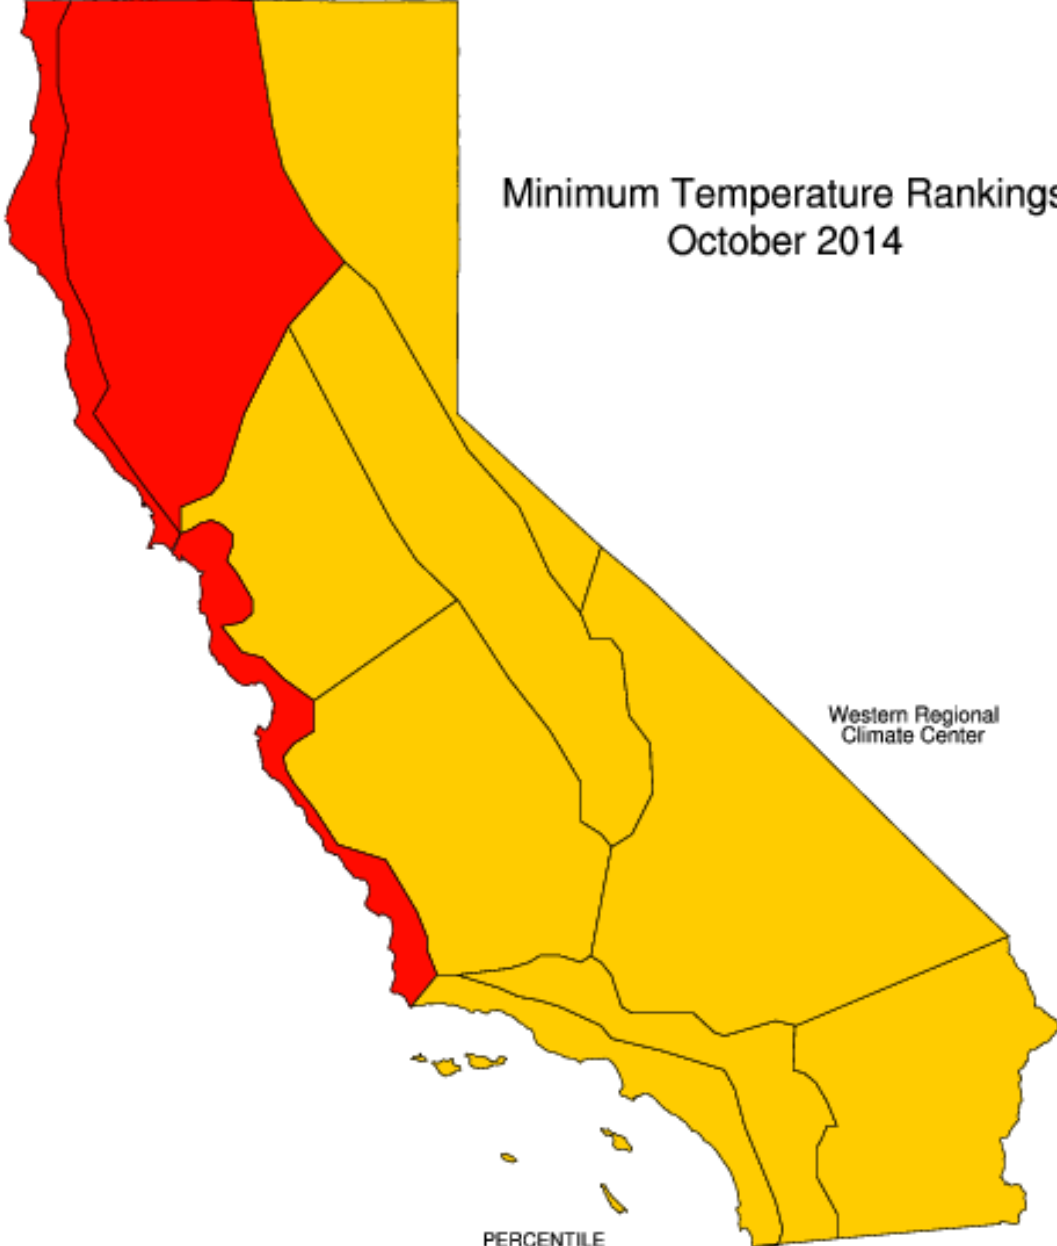 Minimum Temperature Rankings
October 2014
Western Regional
Climate Center
PERCENTILE